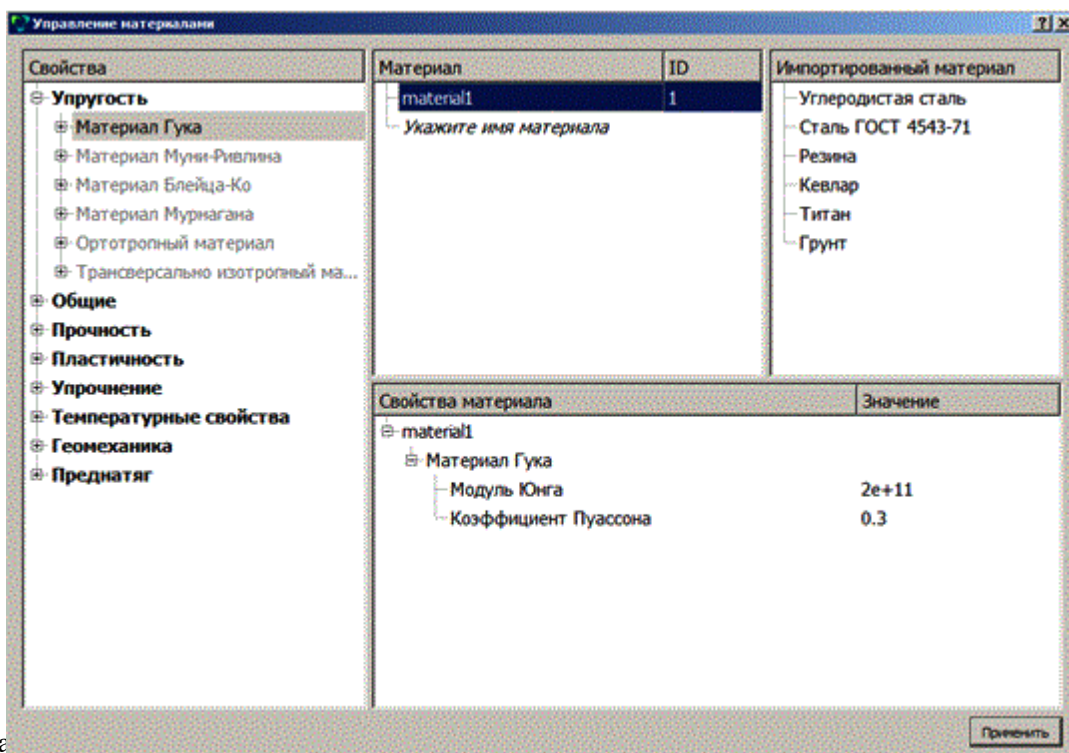 Управление материалами
Свойства
Упругость
Материал Гука
Материал Муни-Ривлина
Материал Блейца-Ко
Материал Мурнагана
Ортотропный материал
Трансверсально изотропный ма...
Общие
Прочность
Пластичность
Упрочнение
Температурные свойства
Геомеханика
Преднатяг
Материал ID
material1 1
Укажите имя материала
Импортированный материал
Углеродистая сталь
Сталь ГОСТ 4543-71
Резина
Кевлар
Титан
Грунт
Свойства материала Значение
material1
Материал Гука
Модуль Юнга 2e+11
Коэффициент Пуассона 0.3
Применить